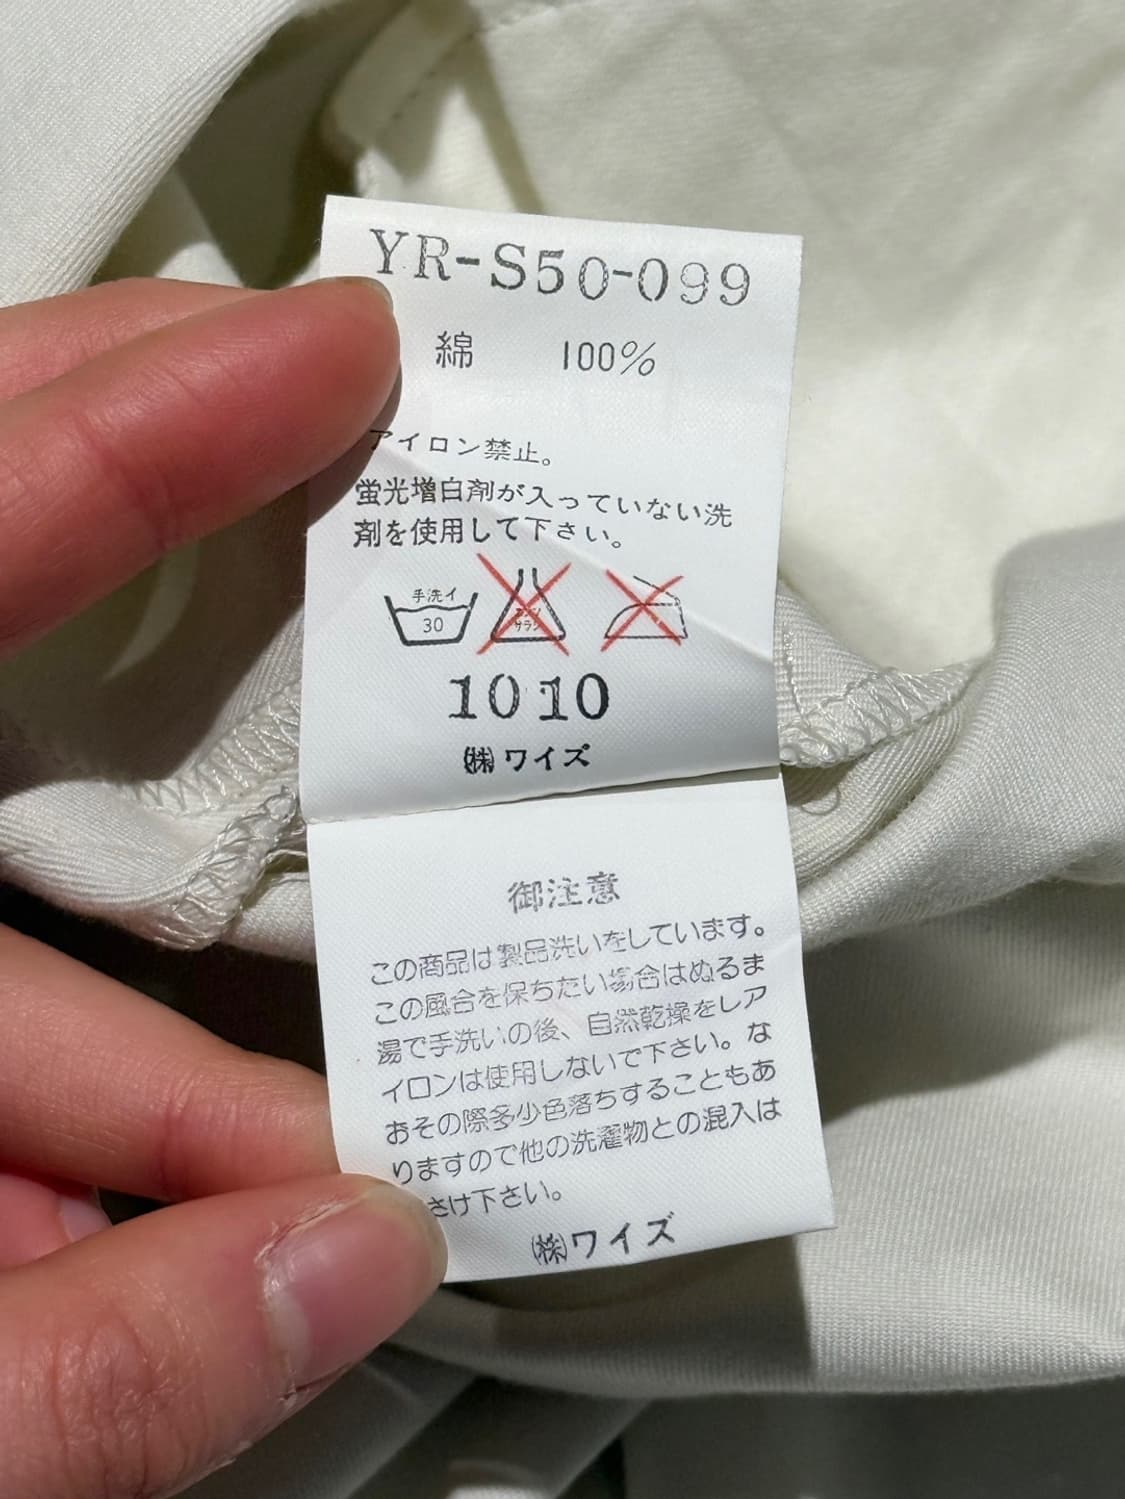 YR-S50-099
綿 100%
アイロン禁止。
蛍光増白剤が入っていない洗
剤を使用して下さい。
手洗イ
30
エンソ
サラシ
1010
㈱ワイズ
御注意
この商品は製品洗いをしています。
この風合を保ちたい場合はぬるま
湯で手洗いの後、自然乾燥をしア
イロンは使用しないで下さい。な
おその際多少色落ちすることもあ
りますので他の洗濯物との混入は
さけ下さい。
㈱ワイズ